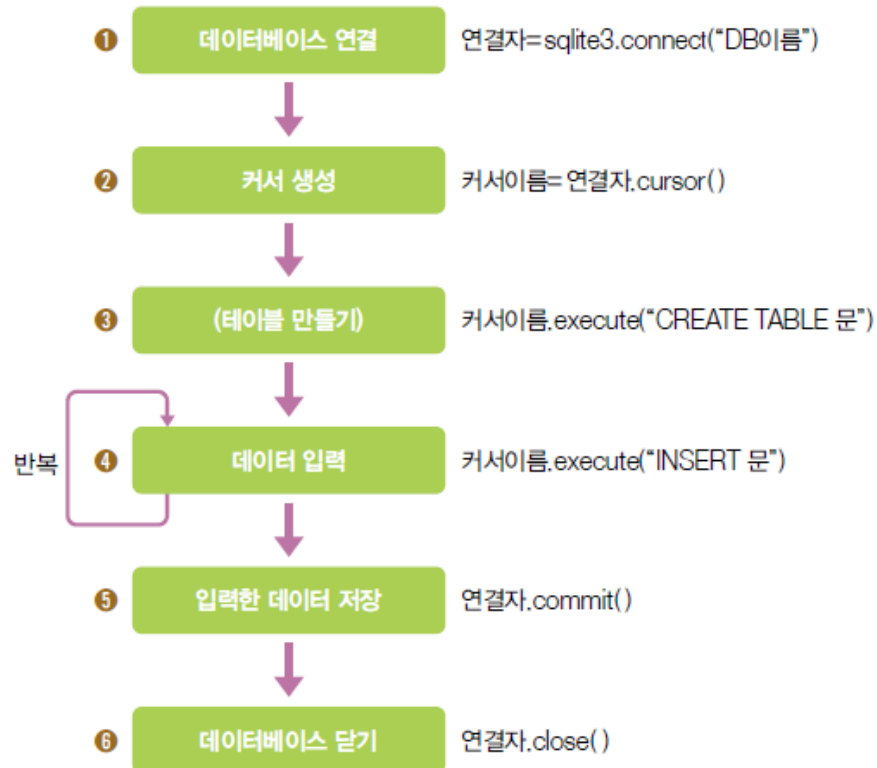 ❶ 데이터베이스 연결 연결자=sqlite3.connect("DB이름")
❷ 커서 생성 커서이름=연결자.cursor()
❸ (테이블 만들기) 커서이름.execute("CREATE TABLE 문")
반복 ❹ 데이터 입력 커서이름.execute("INSERT 문")
❺ 입력한 데이터 저장 연결자.commit()
❻ 데이터베이스 닫기 연결자.close()